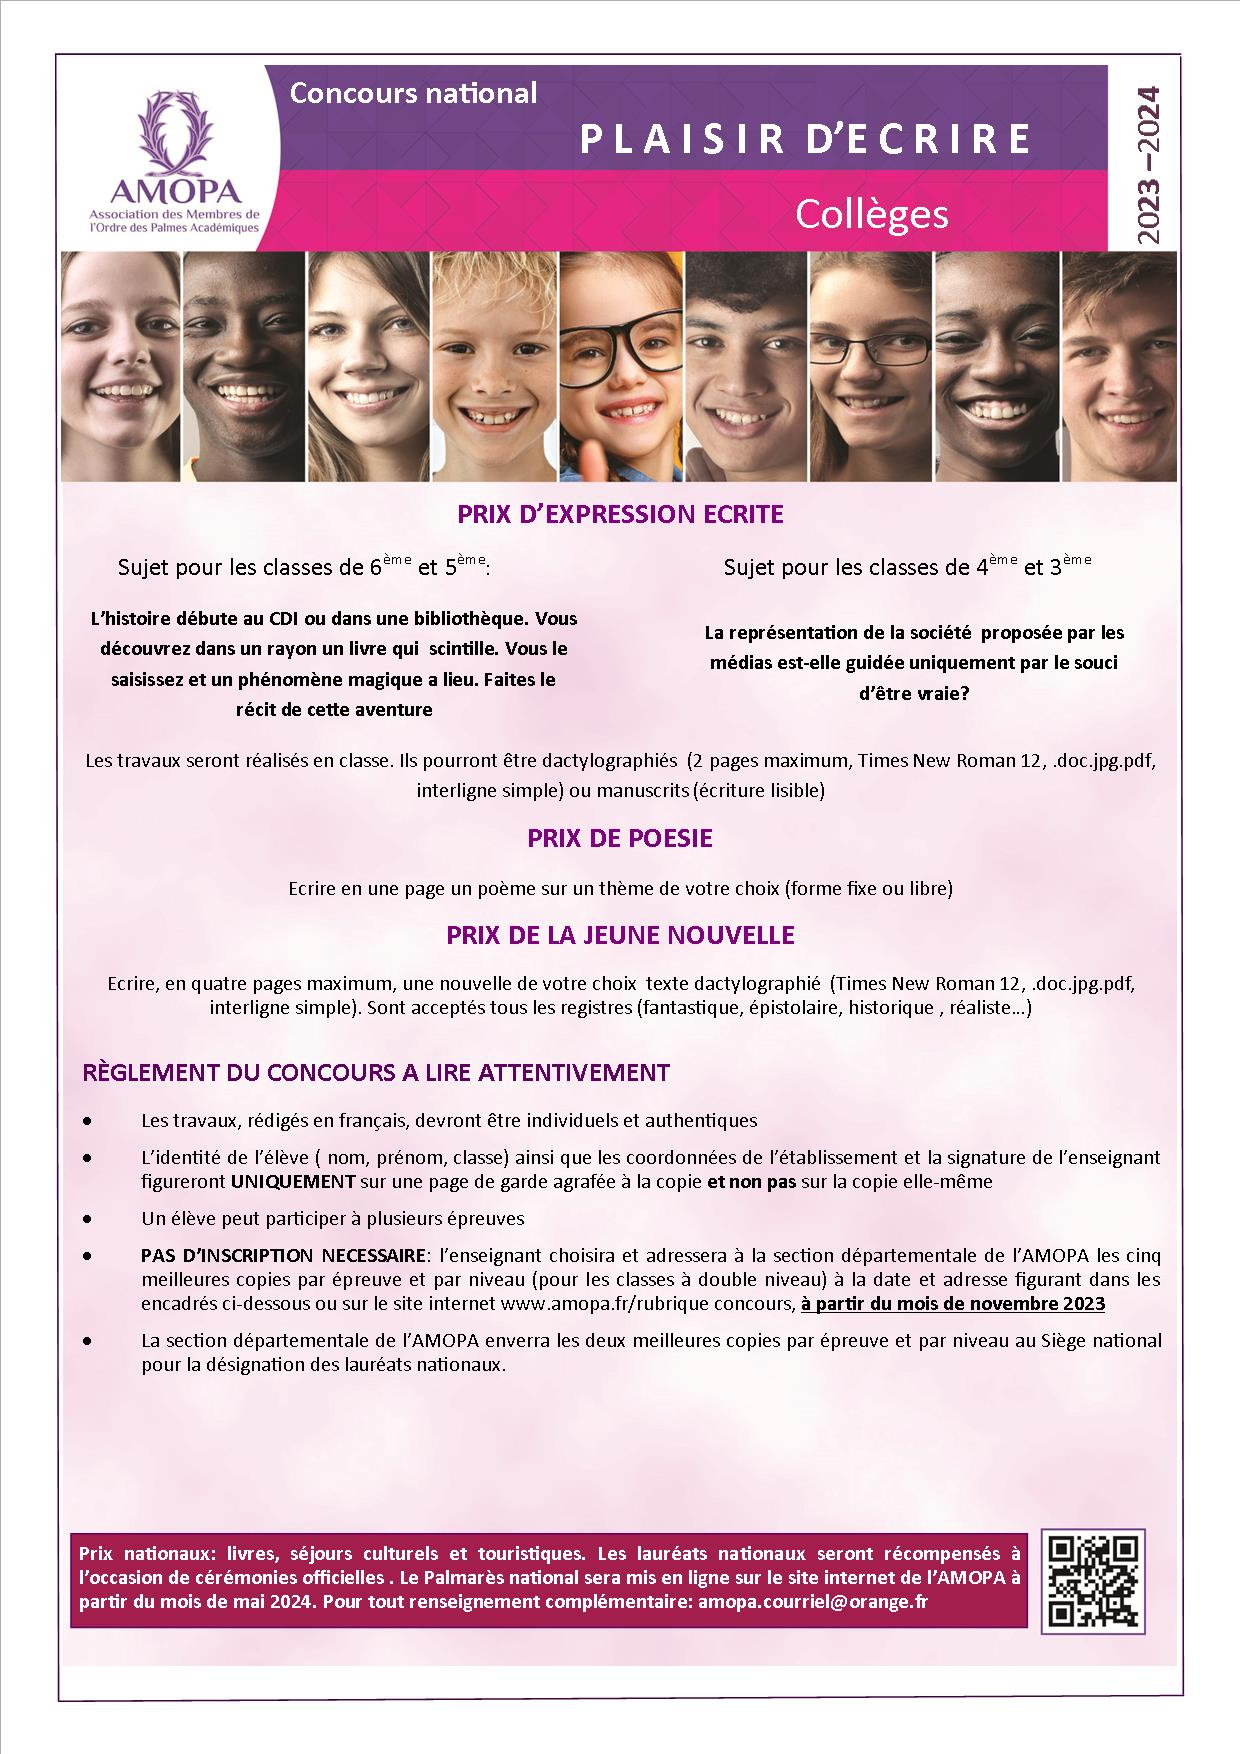 Concours national
PLAISIR D’ECRIRE
Collèges
2023 –2024
AMOPA
Association des Membres de
l’Ordre des Palmes Académiques
PRIX D’EXPRESSION ECRITE
Sujet pour les classes de 6ème et 5ème:
L’histoire débute au CDI ou dans une bibliothèque. Vous
découvrez dans un rayon un livre qui scintille. Vous le
saisissez et un phénomène magique a lieu. Faites le
récit de cette aventure
Sujet pour les classes de 4ème et 3ème
La représentation de la société proposée par les
médias est-elle guidée uniquement par le souci
d’être vraie?
Les travaux seront réalisés en classe. Ils pourront être dactylographiés (2 pages maximum, Times New Roman 12, .doc.jpg.pdf,
interligne simple) ou manuscrits (écriture lisible)
PRIX DE POESIE
Ecrire en une page un poème sur un thème de votre choix (forme fixe ou libre)
PRIX DE LA JEUNE NOUVELLE
Ecrire, en quatre pages maximum, une nouvelle de votre choix texte dactylographié (Times New Roman 12, .doc.jpg.pdf,
interligne simple). Sont acceptés tous les registres (fantastique, épistolaire, historique , réaliste…)
RÈGLEMENT DU CONCOURS A LIRE ATTENTIVEMENT
• Les travaux, rédigés en français, devront être individuels et authentiques
• L’identité de l’élève ( nom, prénom, classe) ainsi que les coordonnées de l’établissement et la signature de l’enseignant
figureront UNIQUEMENT sur une page de garde agrafée à la copie et non pas sur la copie elle-même
• Un élève peut participer à plusieurs épreuves
• PAS D’INSCRIPTION NECESSAIRE: l’enseignant choisira et adressera à la section départementale de l’AMOPA les cinq
meilleures copies par épreuve et par niveau (pour les classes à double niveau) à la date et adresse figurant dans les
encadrés ci-dessous ou sur le site internet www.amopa.fr/rubrique concours, à partir du mois de novembre 2023
• La section départementale de l’AMOPA enverra les deux meilleures copies par épreuve et par niveau au Siège national
pour la désignation des lauréats nationaux.
Prix nationaux: livres, séjours culturels et touristiques. Les lauréats nationaux seront récompensés à
l’occasion de cérémonies officielles . Le Palmarès national sera mis en ligne sur le site internet de l’AMOPA à
partir du mois de mai 2024. Pour tout renseignement complémentaire: amopa.courriel@orange.fr